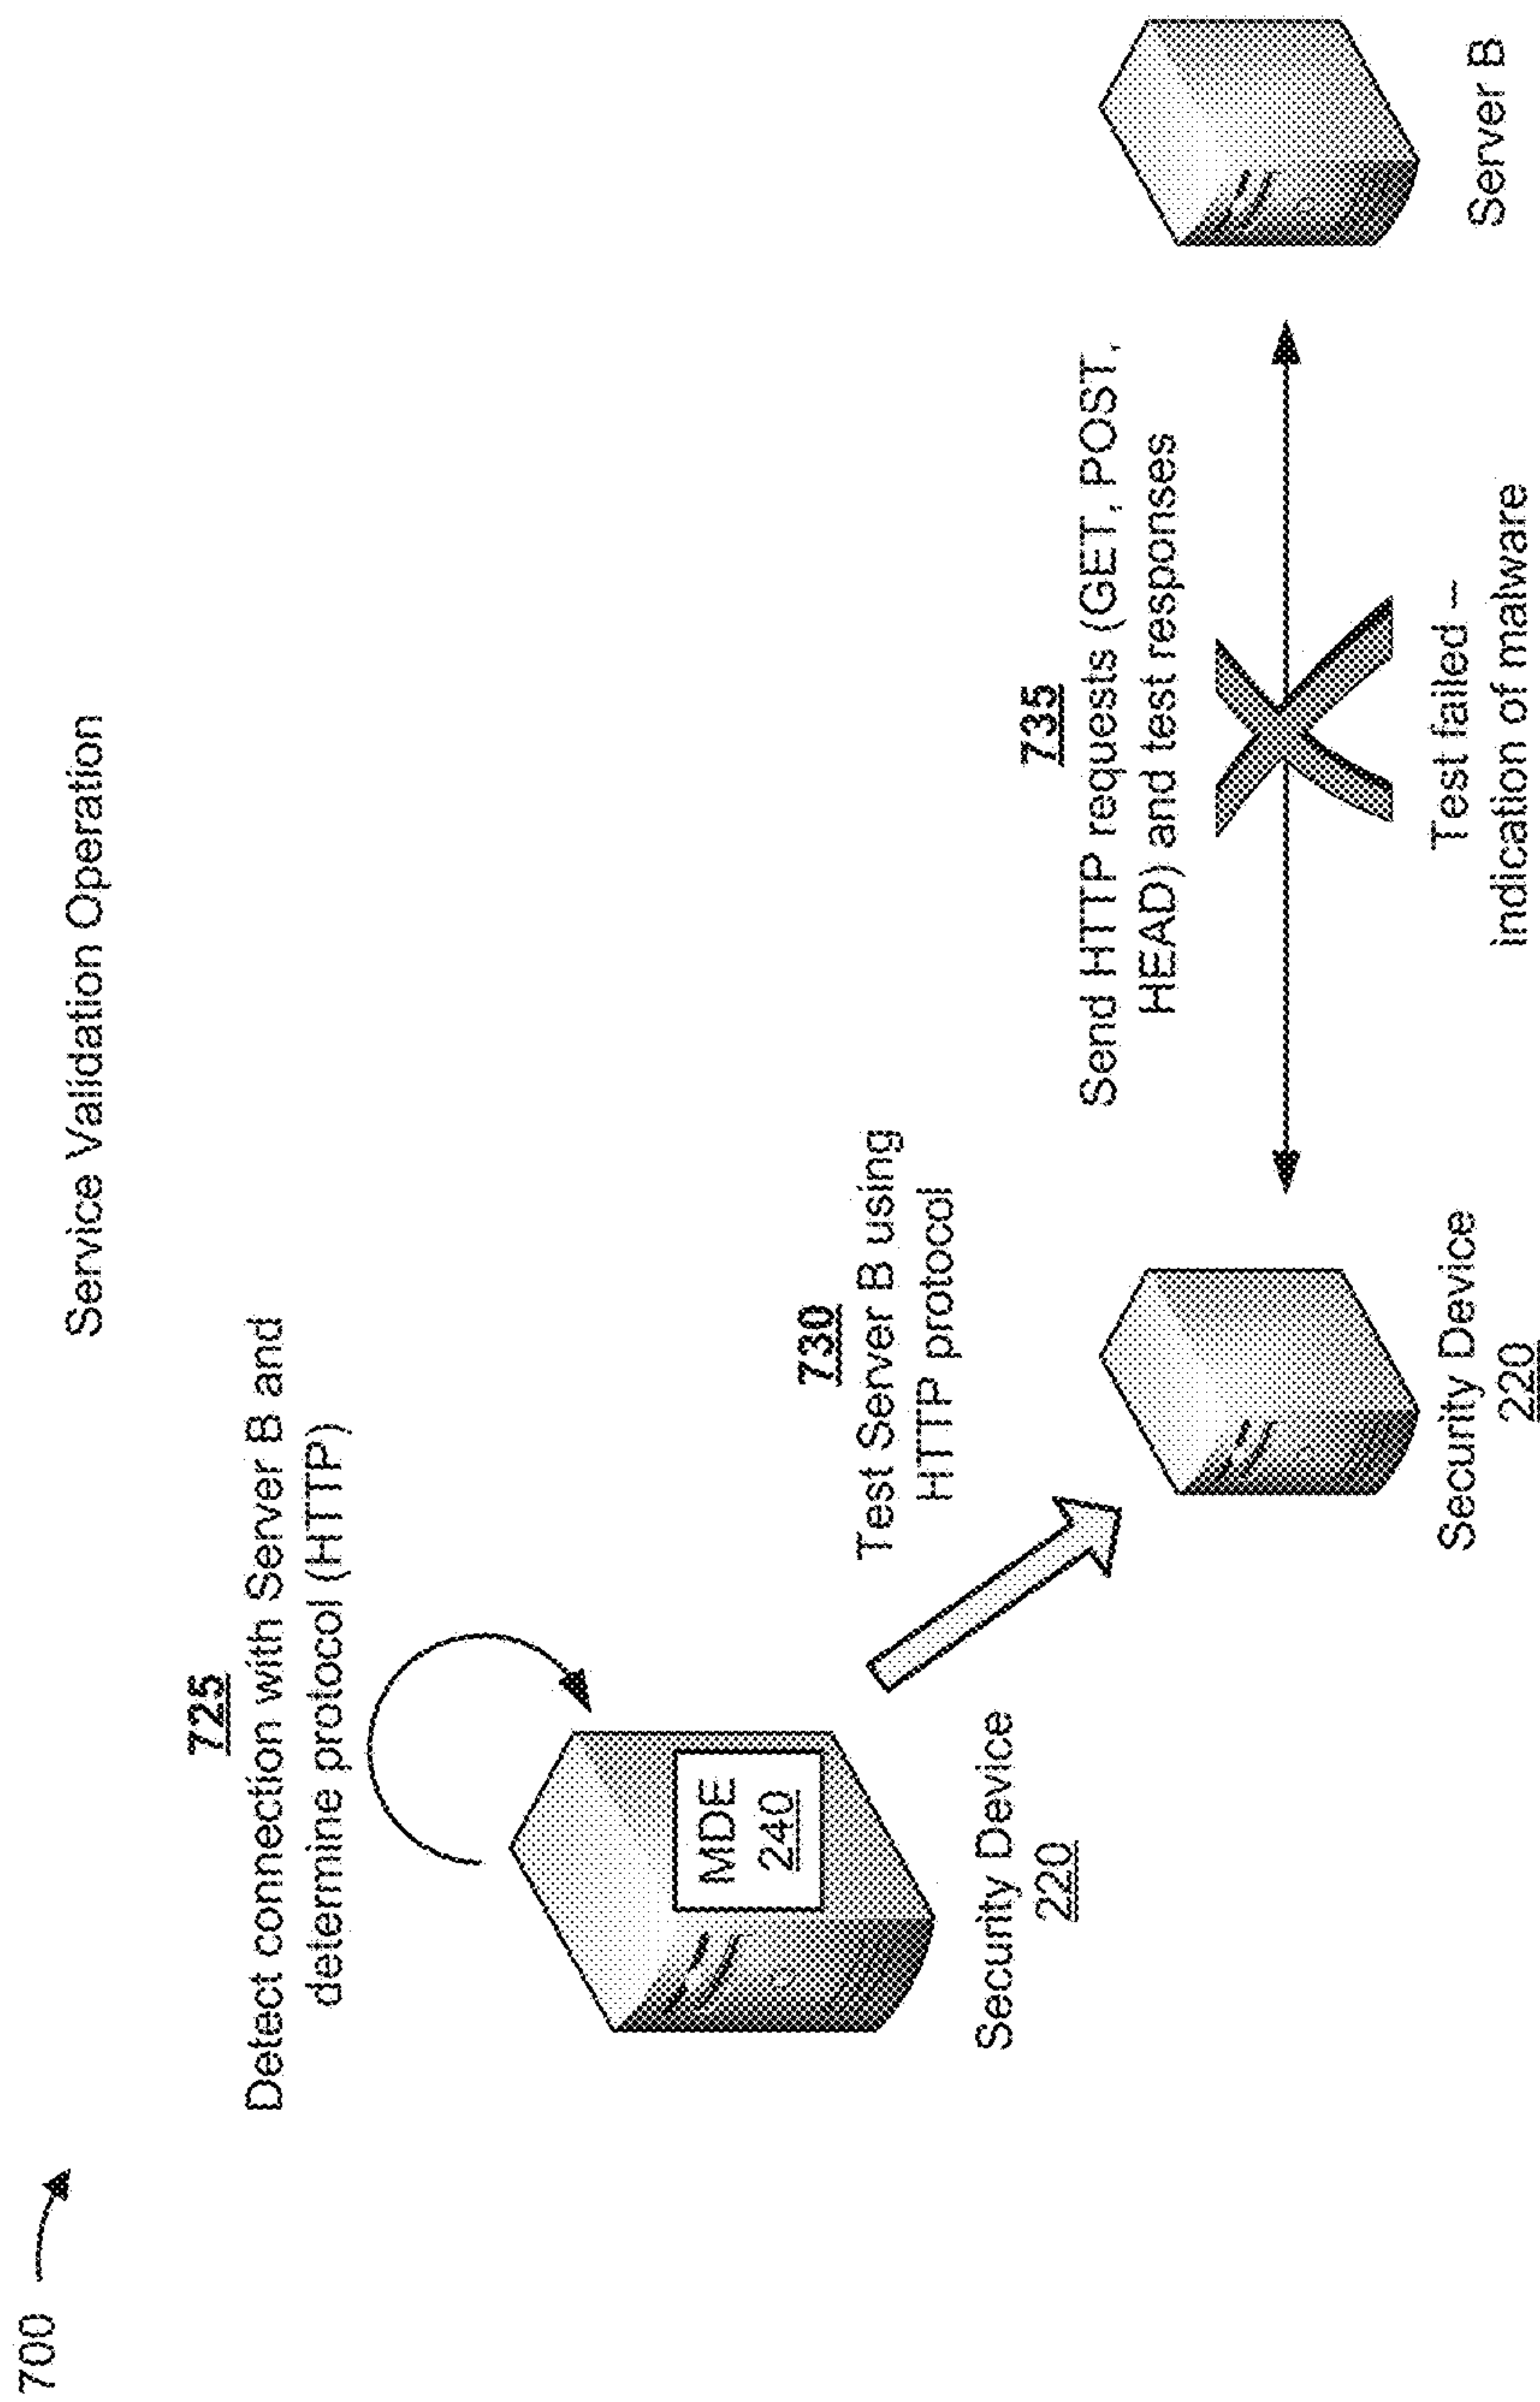 700
Service Validation Operation
725
Detect connection with Server B and
determine protocol (HTTP)
MDE
240
Security Device
220
730
Test Server B using
HTTP protocol
Security Device
220
735
Send HTTP requests (GET, POST,
HEAD) and test responses
Test failed –
indication of malware
Server B